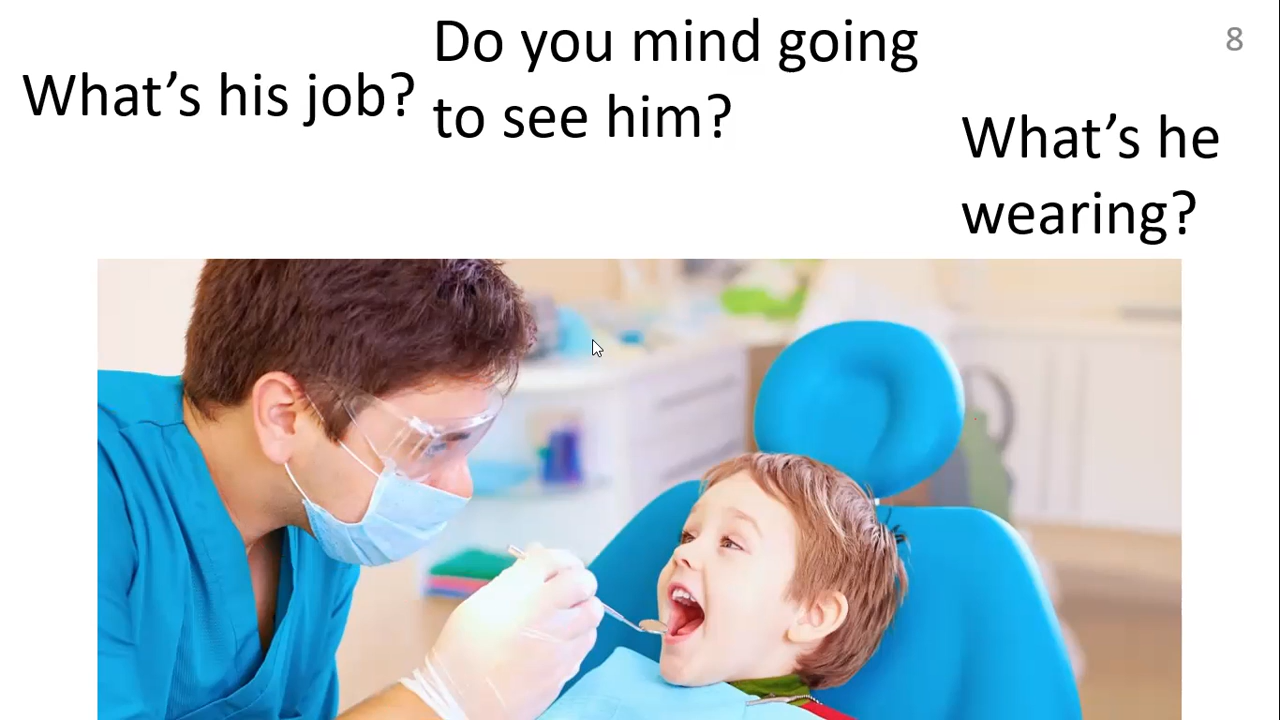 What’s his job?
Do you mind going
to see him?
What’s he
wearing?
8